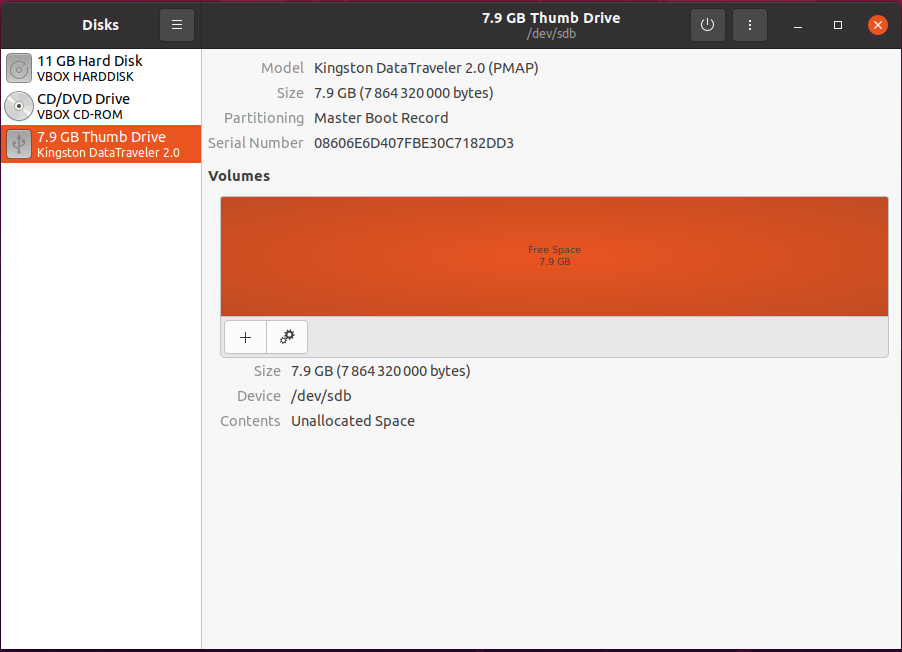 Disks
7.9 GB Thumb Drive
/dev/sdb
11 GB Hard Disk
VBOX HARDDISK
CD/DVD Drive
VBOX CD-ROM
7.9 GB Thumb Drive
Kingston DataTraveler 2.0
Model Kingston DataTraveler 2.0 (PMAP)
Size 7.9 GB (7 864 320 000 bytes)
Partitioning Master Boot Record
Serial Number 08606E6D407FBE30C7182DD3
Volumes
Free Space
7.9 GB
Size 7.9 GB (7 864 320 000 bytes)
Device /dev/sdb
Contents Unallocated Space